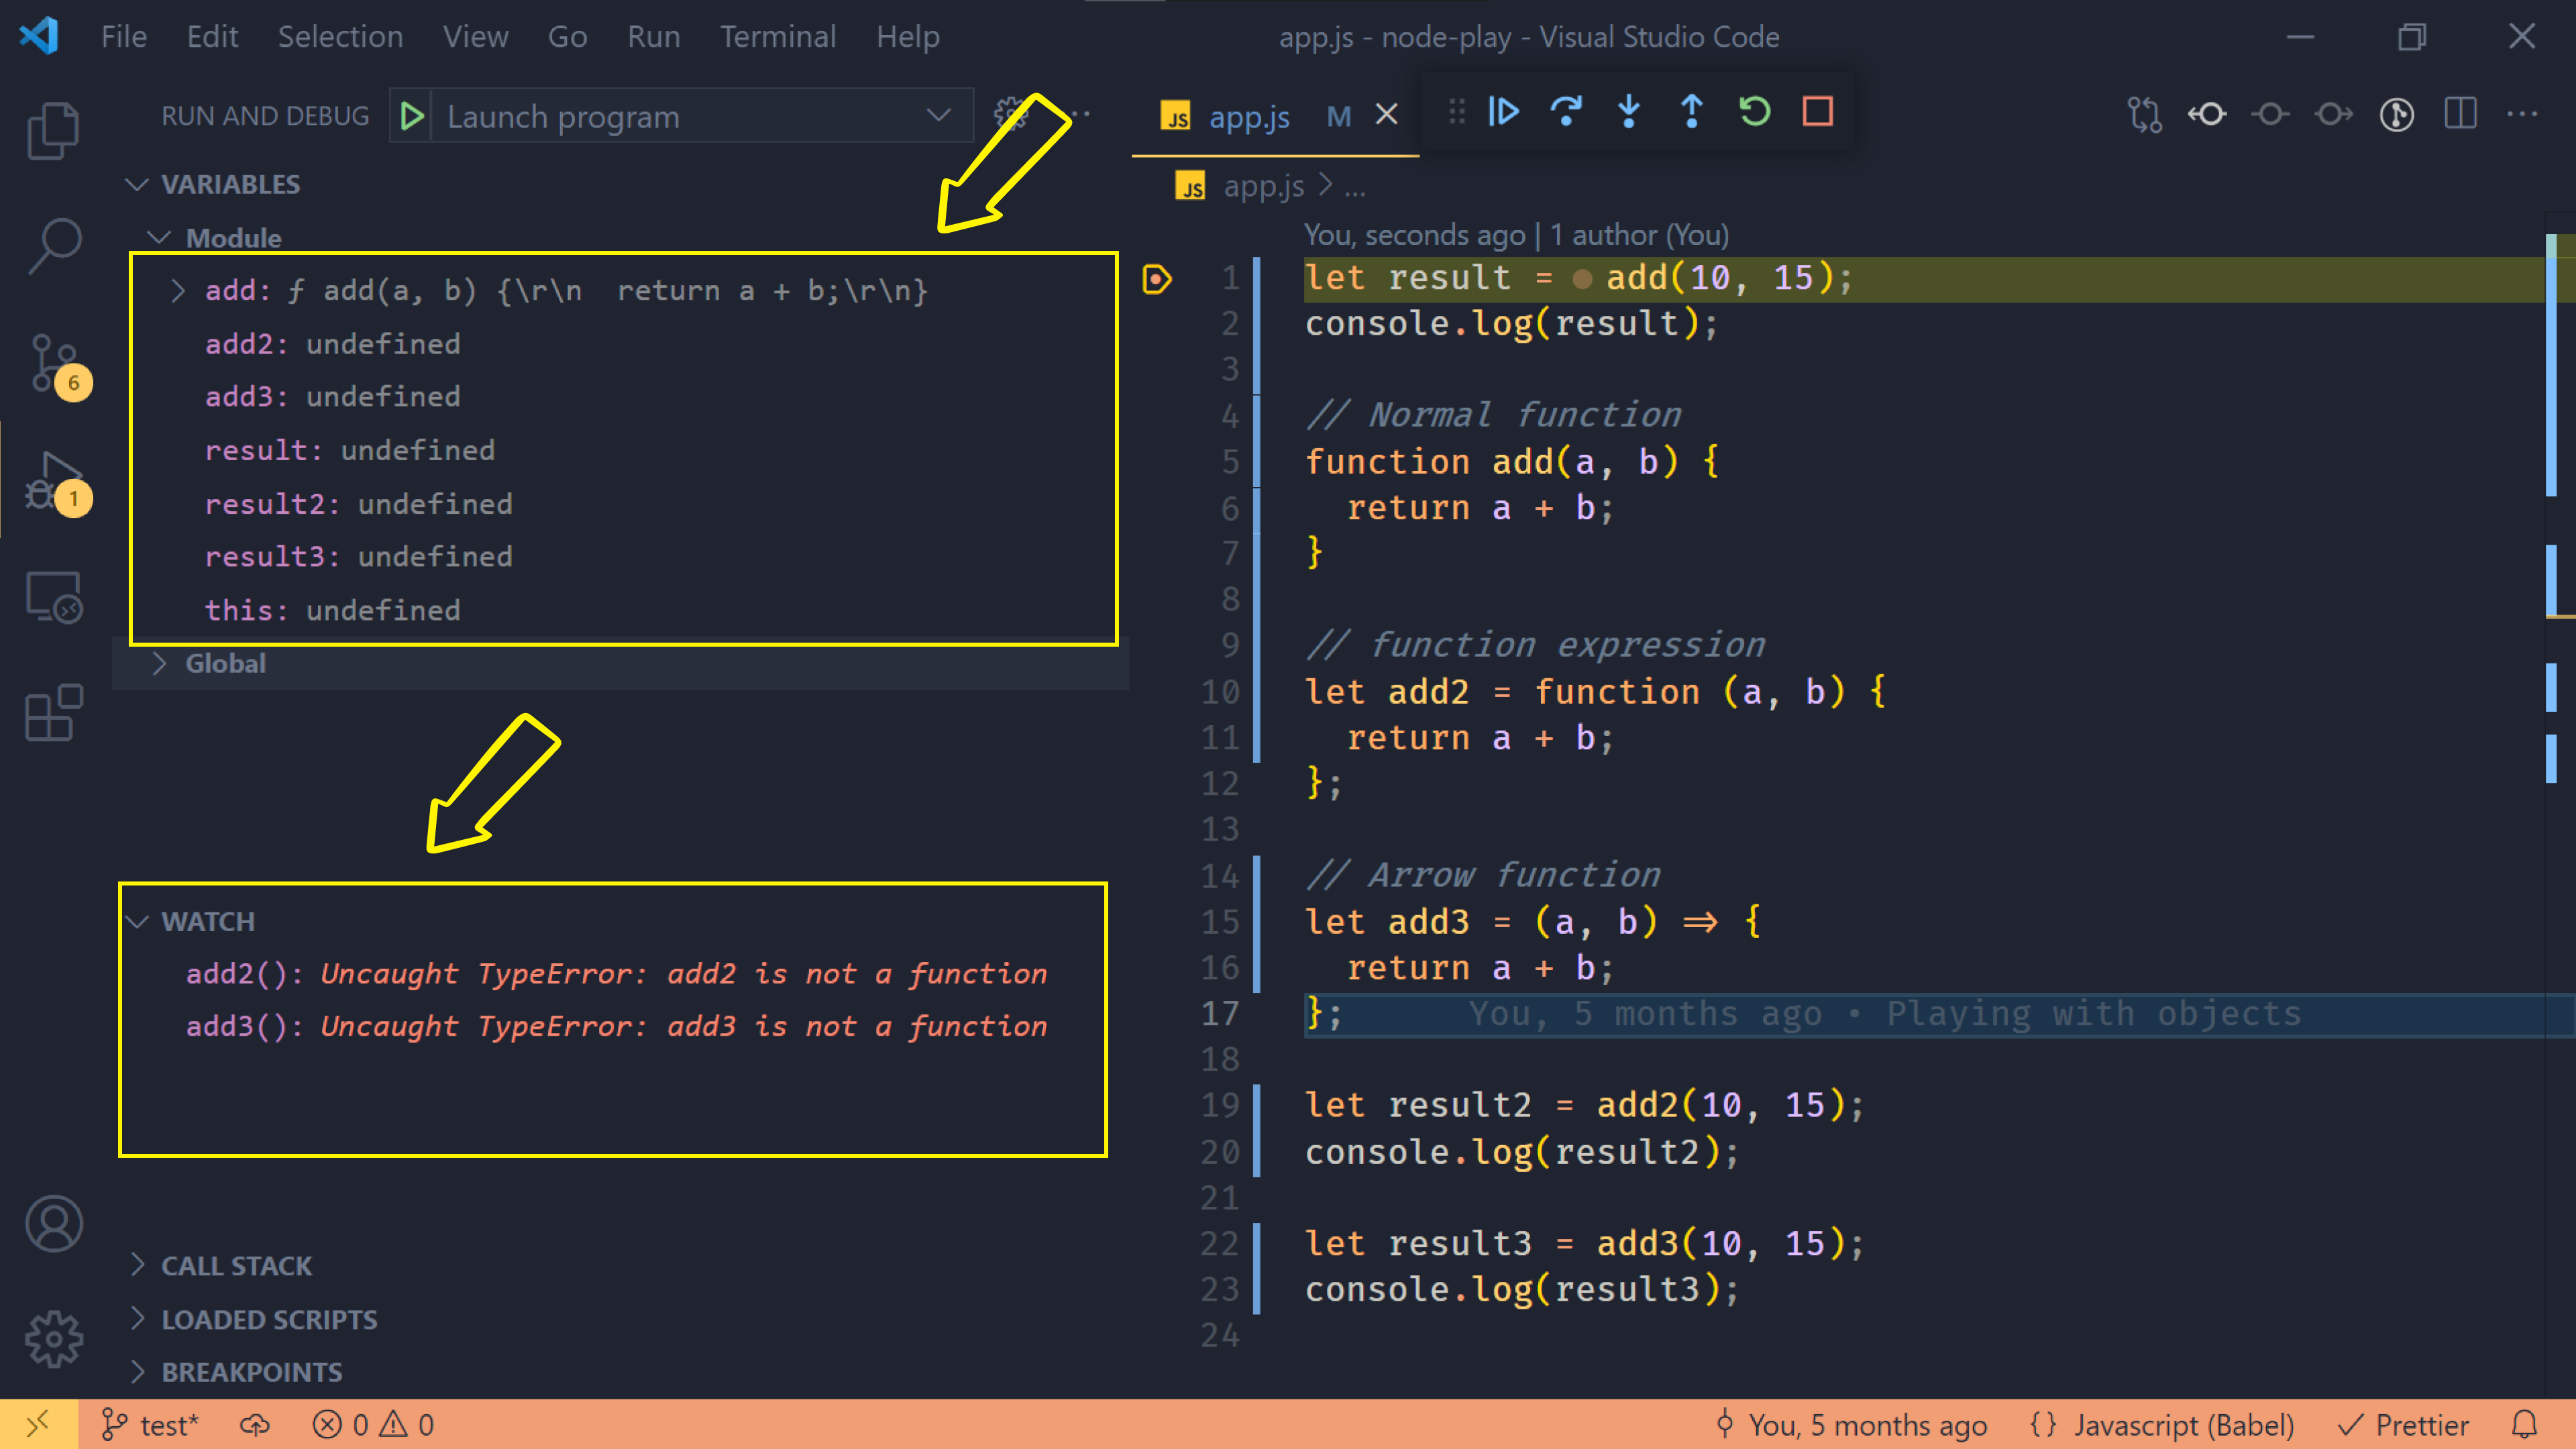 File Edit Selection View Go Run Terminal Help
app.js - node-play - Visual Studio Code
RUN AND DEBUG
Launch program
VARIABLES
Module
add: ƒ add(a, b) {\r\n  return a + b;\r\n}
add2: undefined
add3: undefined
result: undefined
result2: undefined
result3: undefined
this: undefined
Global
WATCH
add2(): Uncaught TypeError: add2 is not a function
add3(): Uncaught TypeError: add3 is not a function
CALL STACK
LOADED SCRIPTS
BREAKPOINTS
6
1
JS app.js M
JS app.js > ...
You, seconds ago | 1 author (You)
1 let result = add(10, 15);
2 console.log(result);
3
4 // Normal function
5 function add(a, b) {
6   return a + b;
7 }
8
9 // function expression
10 let add2 = function (a, b) {
11   return a + b;
12 };
13
14 // Arrow function
15 let add3 = (a, b) => {
16   return a + b;
17 }; You, 5 months ago • Playing with objects
18
19 let result2 = add2(10, 15);
20 console.log(result2);
21
22 let result3 = add3(10, 15);
23 console.log(result3);
24
test* 0 0 You, 5 months ago {} Javascript (Babel) Prettier